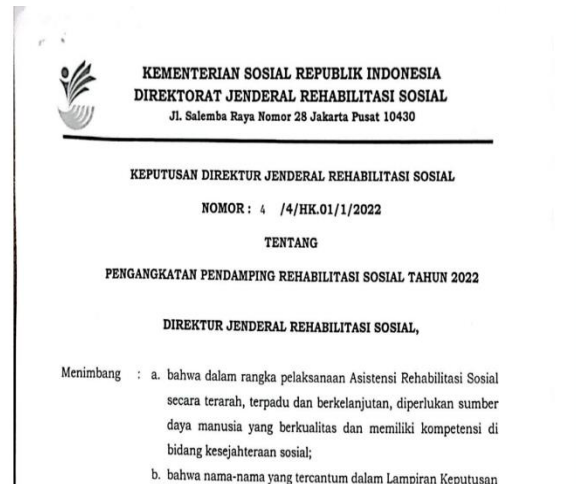 KEMENTERIAN SOSIAL REPUBLIK INDONESIA
DIREKTORAT JENDERAL REHABILITASI SOSIAL
Jl. Salemba Raya Nomor 28 Jakarta Pusat 10430
KEPUTUSAN DIREKTUR JENDERAL REHABILITASI SOSIAL
NOMOR : 4 /4/HK.01/1/2022
TENTANG
PENGANGKATAN PENDAMPING REHABILITASI SOSIAL TAHUN 2022
DIREKTUR JENDERAL REHABILITASI SOSIAL,
Menimbang : a. bahwa dalam rangka pelaksanaan Asistensi Rehabilitasi Sosial
secara terarah, terpadu dan berkelanjutan, diperlukan sumber
daya manusia yang berkualitas dan memiliki kompetensi di
bidang kesejahteraan sosial;
b. bahwa nama-nama yang tercantum dalam Lampiran Keputusan